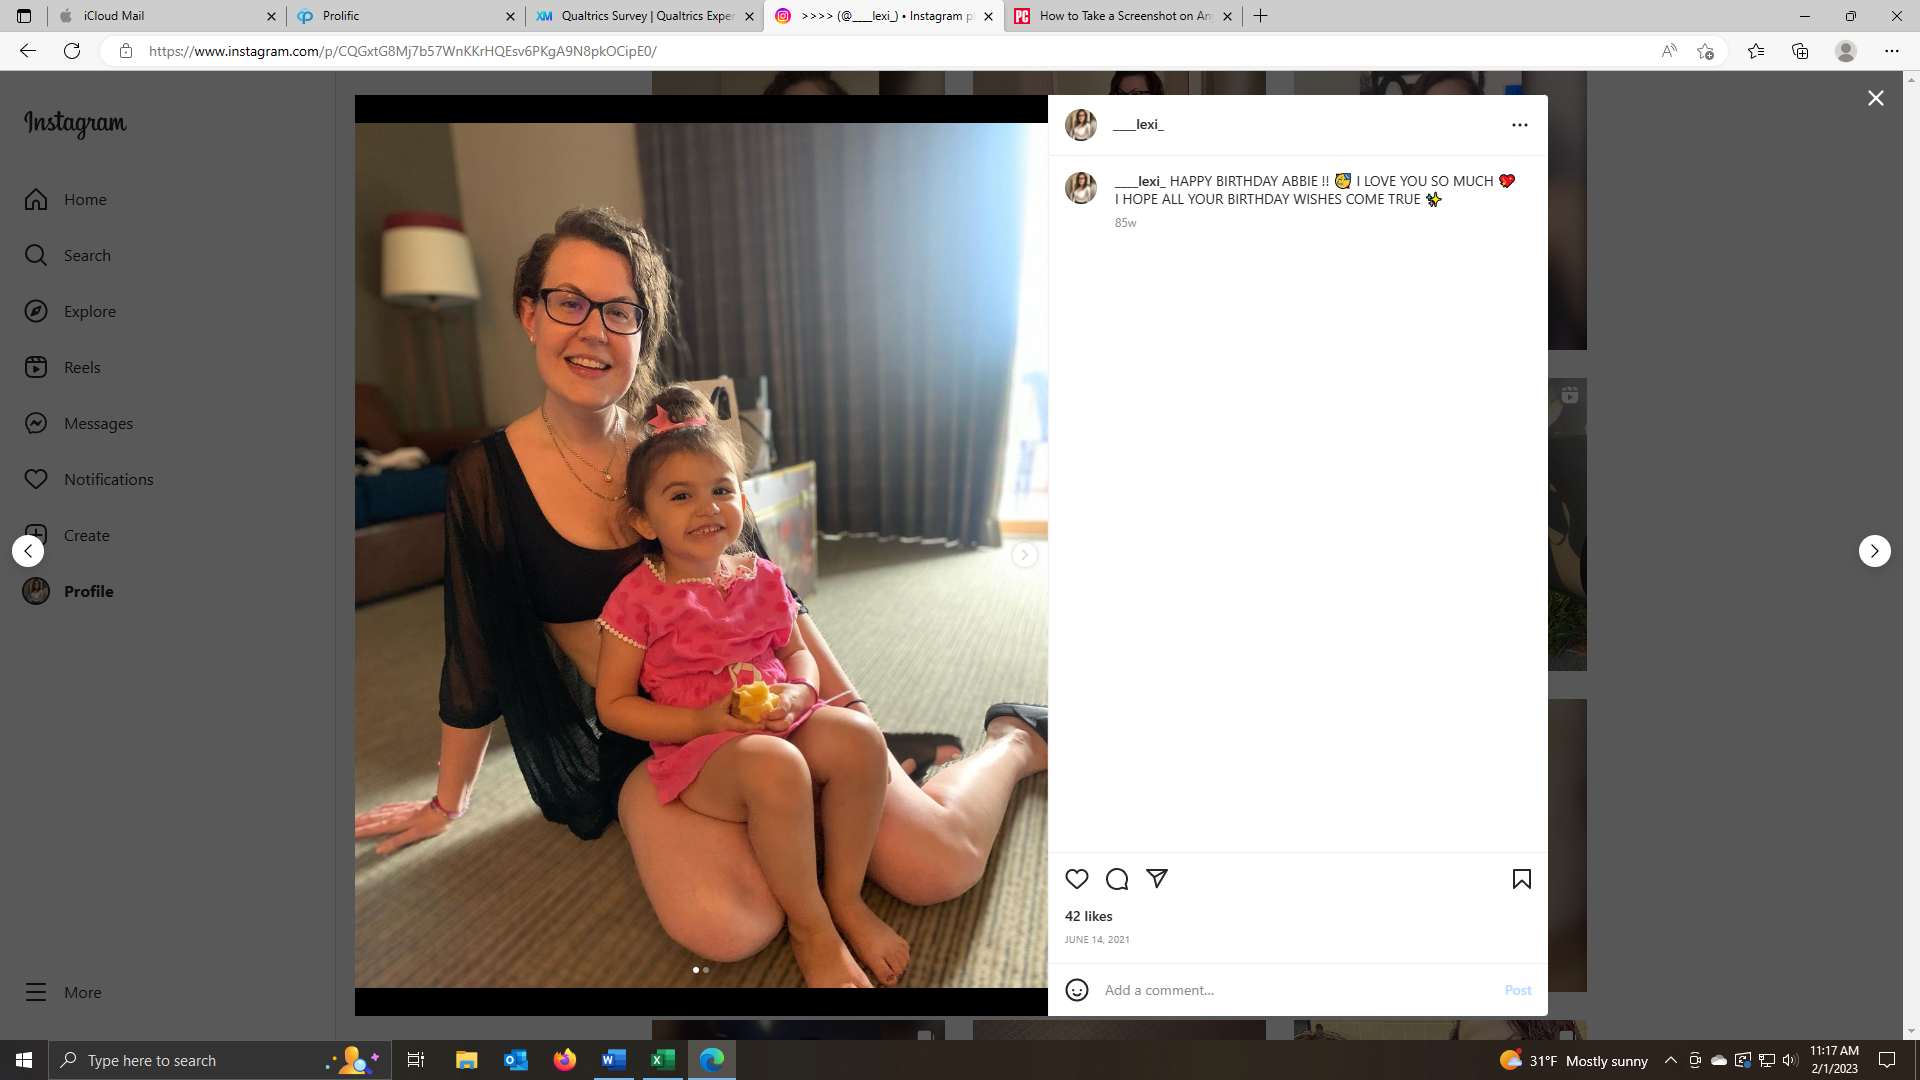 iCloud Mail
Prolific
Qualtrics Survey | Qualtrics Exper
>>>> (@____lexi_) • Instagram p
How to Take a Screenshot on An
https://www.instagram.com/p/CQGxtG8Mj7b57WnKKrHQEsv6PKgA9N8pkOCipE0/
Instagram
Home
Search
Explore
Reels
Messages
Notifications
Create
Profile
More
____lexi_
____lexi_ HAPPY BIRTHDAY ABBIE !! 🥳 I LOVE YOU SO MUCH 💖
I HOPE ALL YOUR BIRTHDAY WISHES COME TRUE ✨
85w
42 likes
JUNE 14, 2021
Add a comment...
Post
Type here to search
31°F Mostly sunny
11:17 AM
2/1/2023